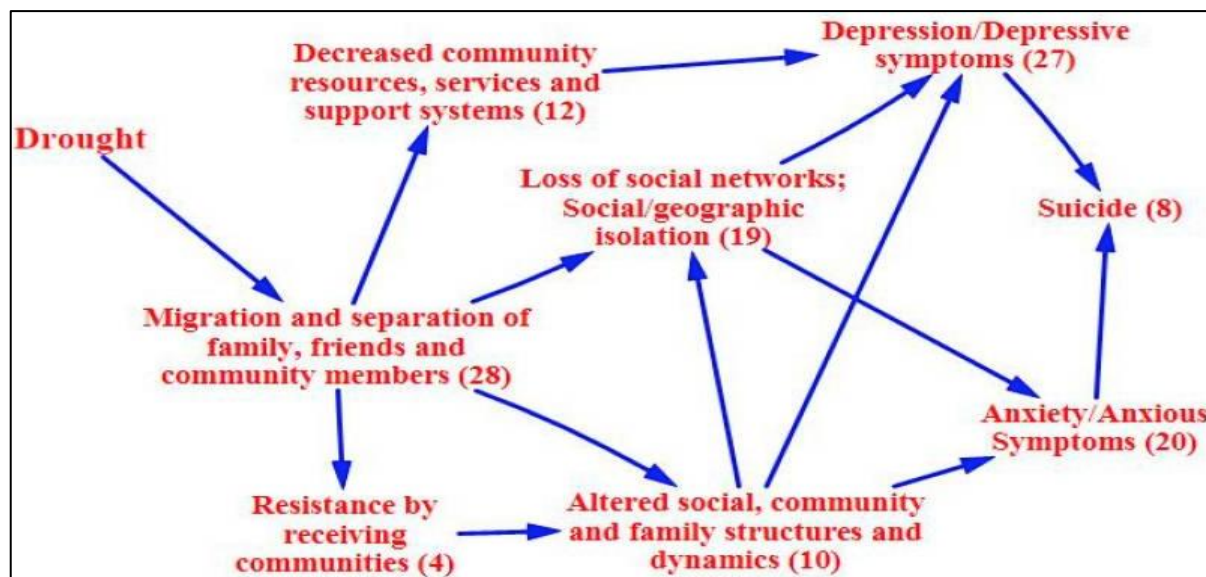 Depression/Depressive
symptoms (27)
Decreased community
resources, services and
support systems (12)
Drought
Loss of social networks;
Social/geographic
isolation (19)
Suicide (8)
Migration and separation of
family, friends and
community members (28)
Anxiety/Anxious
Symptoms (20)
Resistance by
receiving
communities (4)
Altered social, community
and family structures and
dynamics (10)